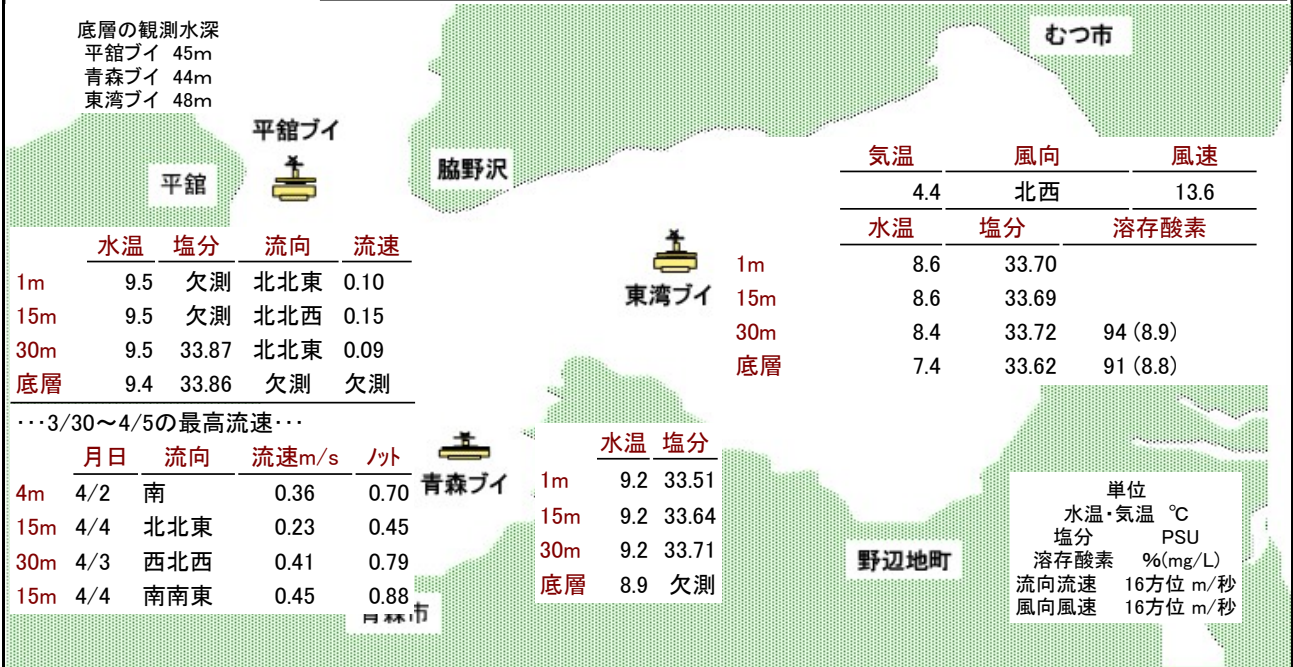 底層の観測水深
平舘ブイ 45m
青森ブイ 44m
東湾ブイ 48m
むつ市
平舘ブイ
平舘
脇野沢
気温 風向 風速
4.4 北西 13.6
水温 塩分 溶存酸素
1m 8.6 33.70
15m 8.6 33.69
30m 8.4 33.72 94 (8.9)
底層 7.4 33.62 91 (8.8)
東湾ブイ
水温 塩分 流向 流速
1m 9.5 欠測 北北東 0.10
15m 9.5 欠測 北北西 0.15
30m 9.5 33.87 北北東 0.09
底層 9.4 33.86 欠測 欠測
…3/30~4/5の最高流速…
月日 流向 流速m/s ノット
4m 4/2 南 0.36 0.70
15m 4/4 北北東 0.23 0.45
30m 4/3 西北西 0.41 0.79
15m 4/4 南南東 0.45 0.88
青森ブイ
青森市
水温 塩分
1m 9.2 33.51
15m 9.2 33.64
30m 9.2 33.71
底層 8.9 欠測
野辺地町
単位
水温・気温 ℃
塩分 PSU
溶存酸素 %(mg/L)
流向流速 16方位 m/秒
風向風速 16方位 m/秒